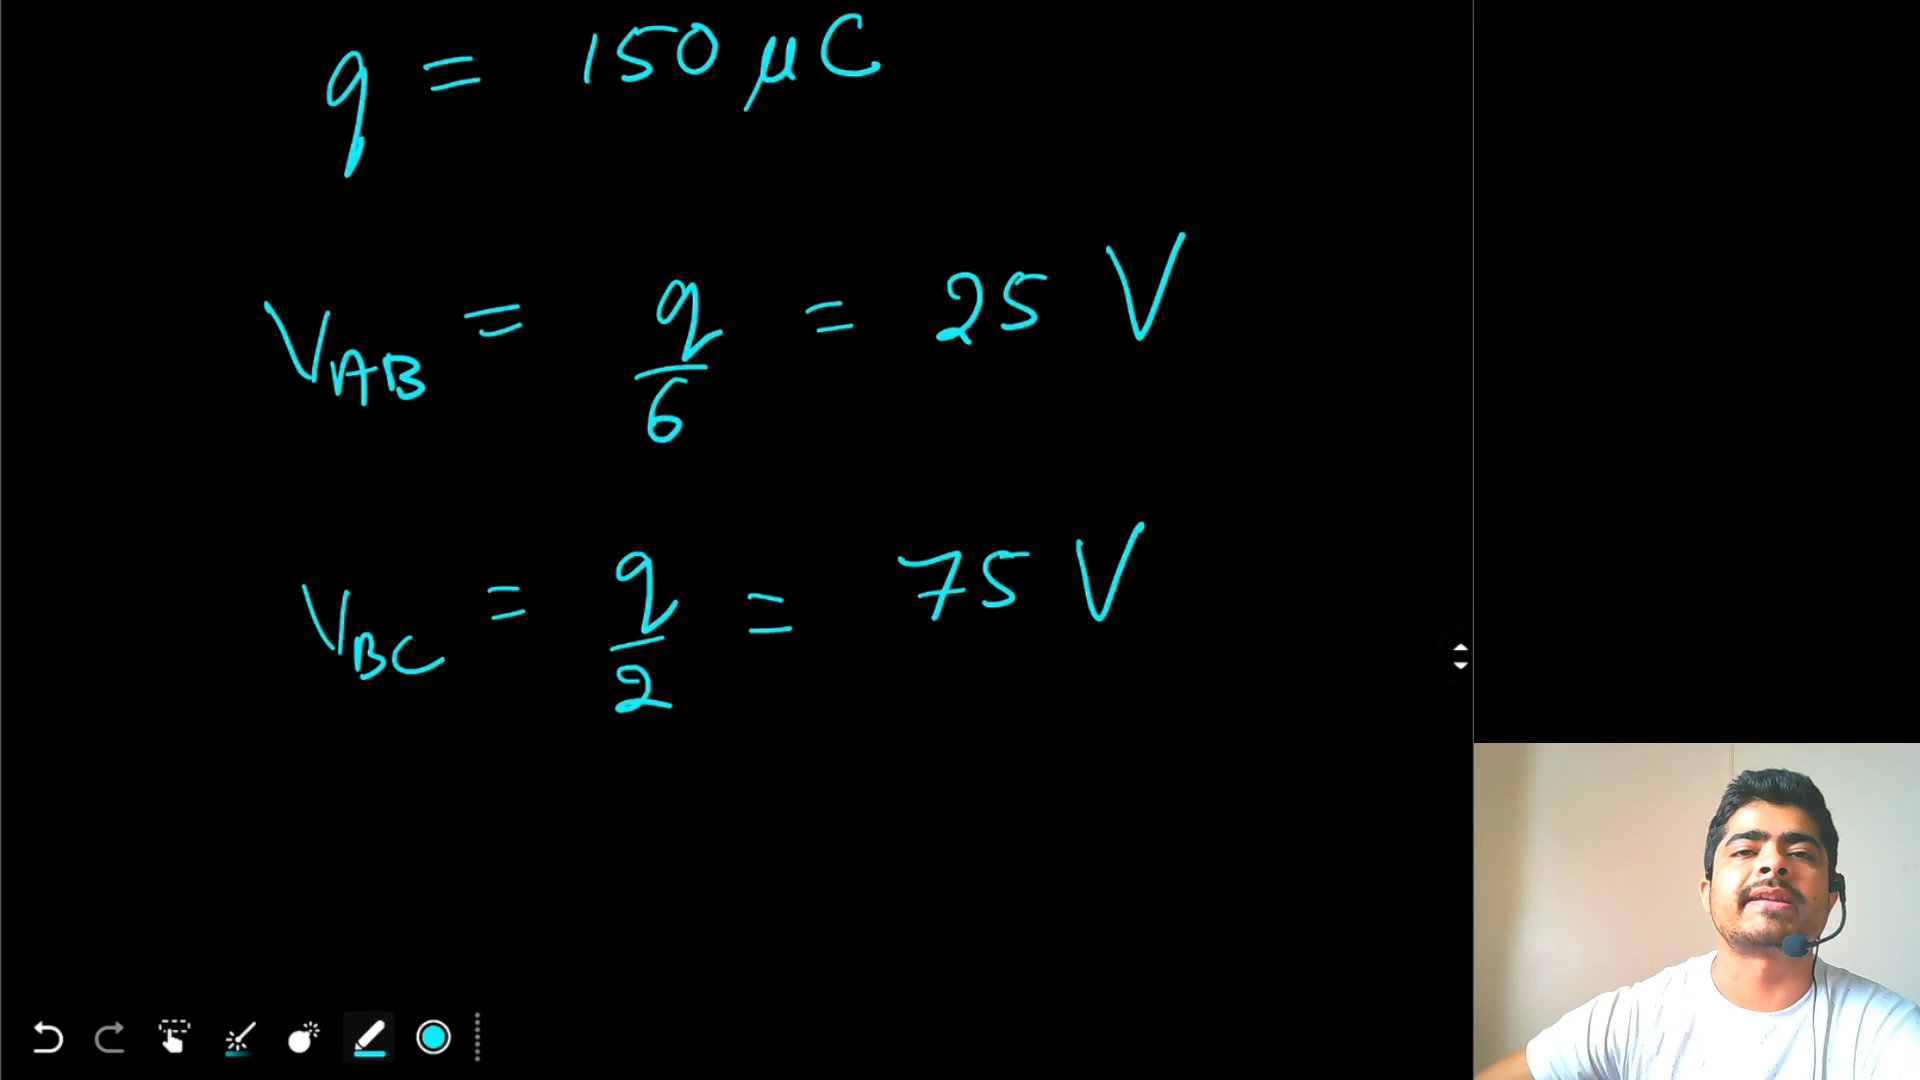 q = 150 μC
V_AB = q/6 = 25 V
V_BC = q/2 = 75 V